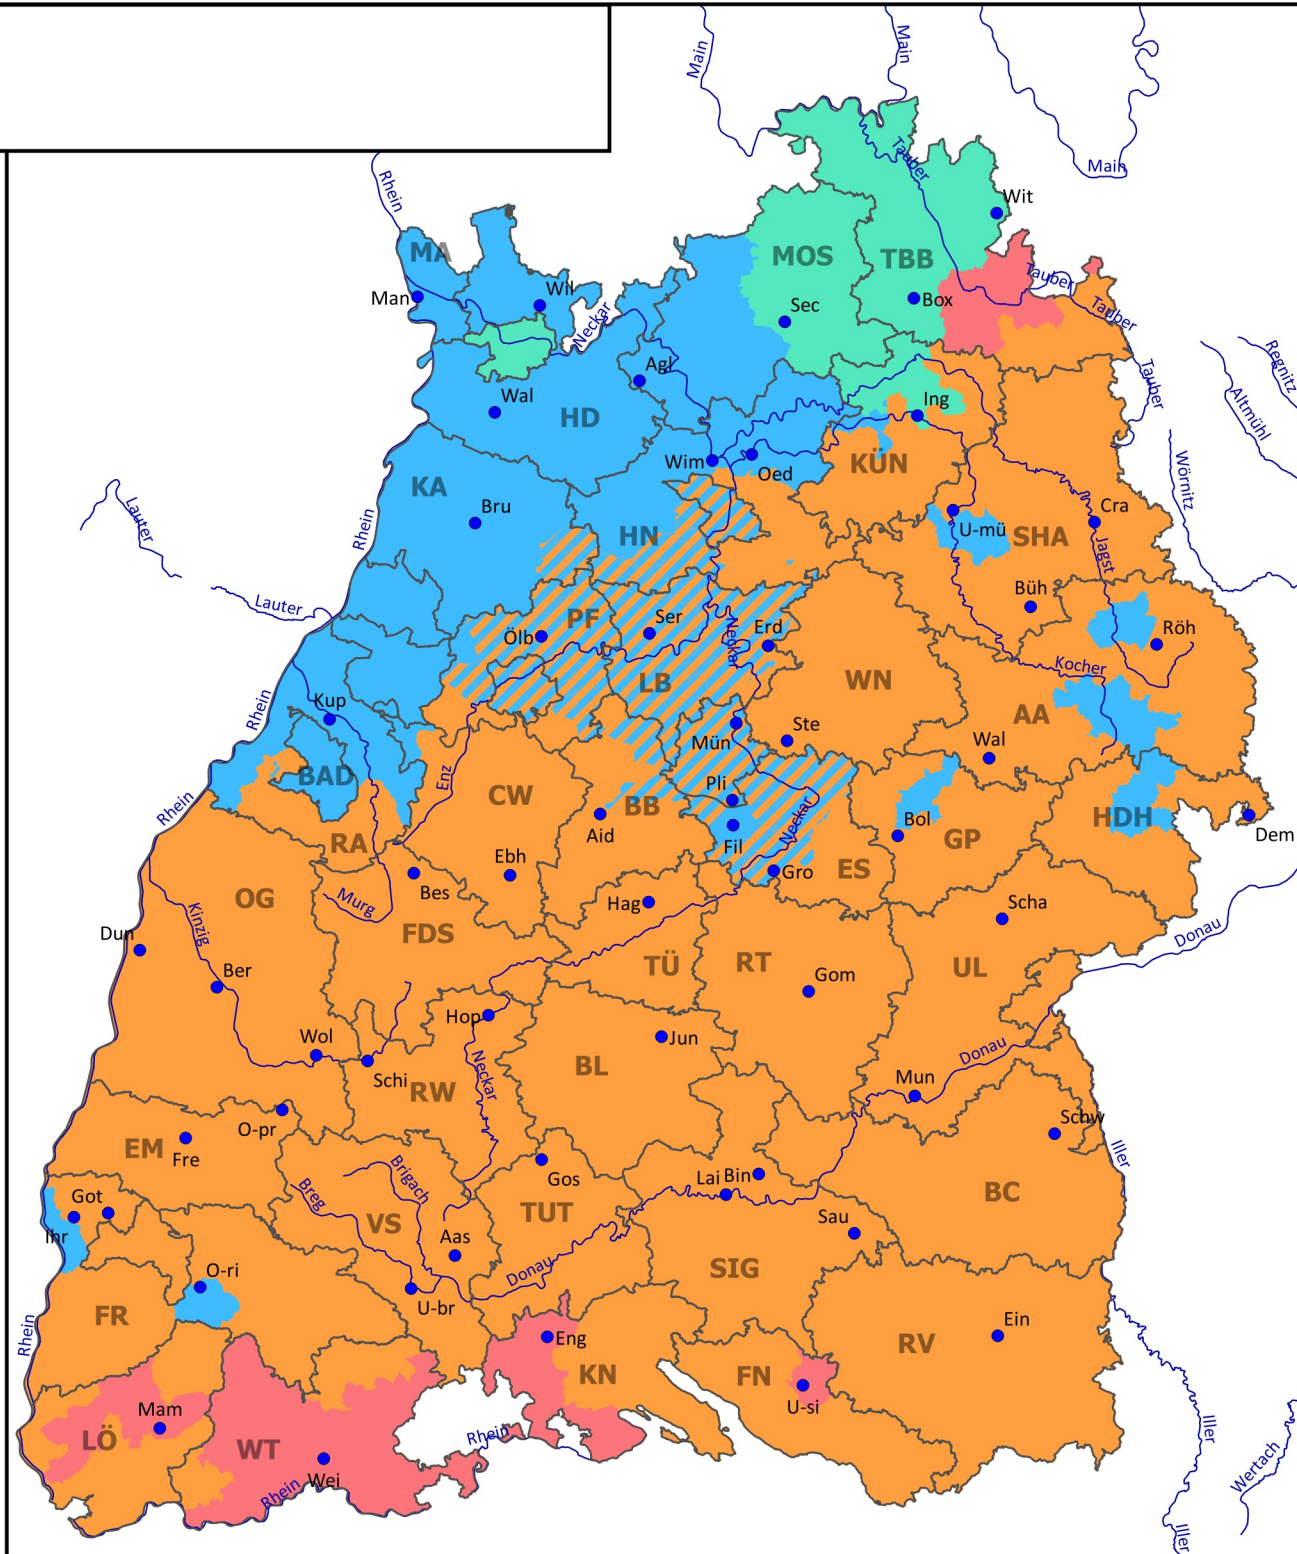 Main
Main
Main
Rhein
Tauber
Wit
MA
MOS
TBB
Tauber
Man
Wil
Sec
Box
Tauber
Neckar
Tauber
Regnitz
Agl
Wal
HD
Ing
Altmühl
Wim
Oed
KÜN
Wörnitz
KA
Bru
HN
Lauter
Rhein
U-mü
SHA
Cra
Jagst
Lauter
Büh
PF
Ser
Erd
Neckar
Röh
Ölb
Kocher
LB
WN
Rhein
Kup
AA
Mün
Ste
Wal
BAD
Enz
CW
Pli
BB
Neckar
Rhein
Aid
Fil
Bol
GP
HDH
Dem
RA
Ebh
Gro
ES
Bes
OG
Murg
Hag
Scha
Kinzig
FDS
Dun
Donau
TÜ
RT
UL
Ber
Gom
Hop
Wol
Jun
Donau
Schi
BL
Neckar
RW
Mun
O-pr
Schw
EM
Fre
Iller
Gos
Brigach
Lai
Bin
Breg
BC
Got
TUT
VS
Sau
Ihr
Aas
O-ri
Donau
SIG
U-br
FR
Rhein
Ein
Eng
RV
KN
FN
U-si
Mam
LÖ
WT
Rhein
Iller
Wei
Rhein
Wertach
Iller